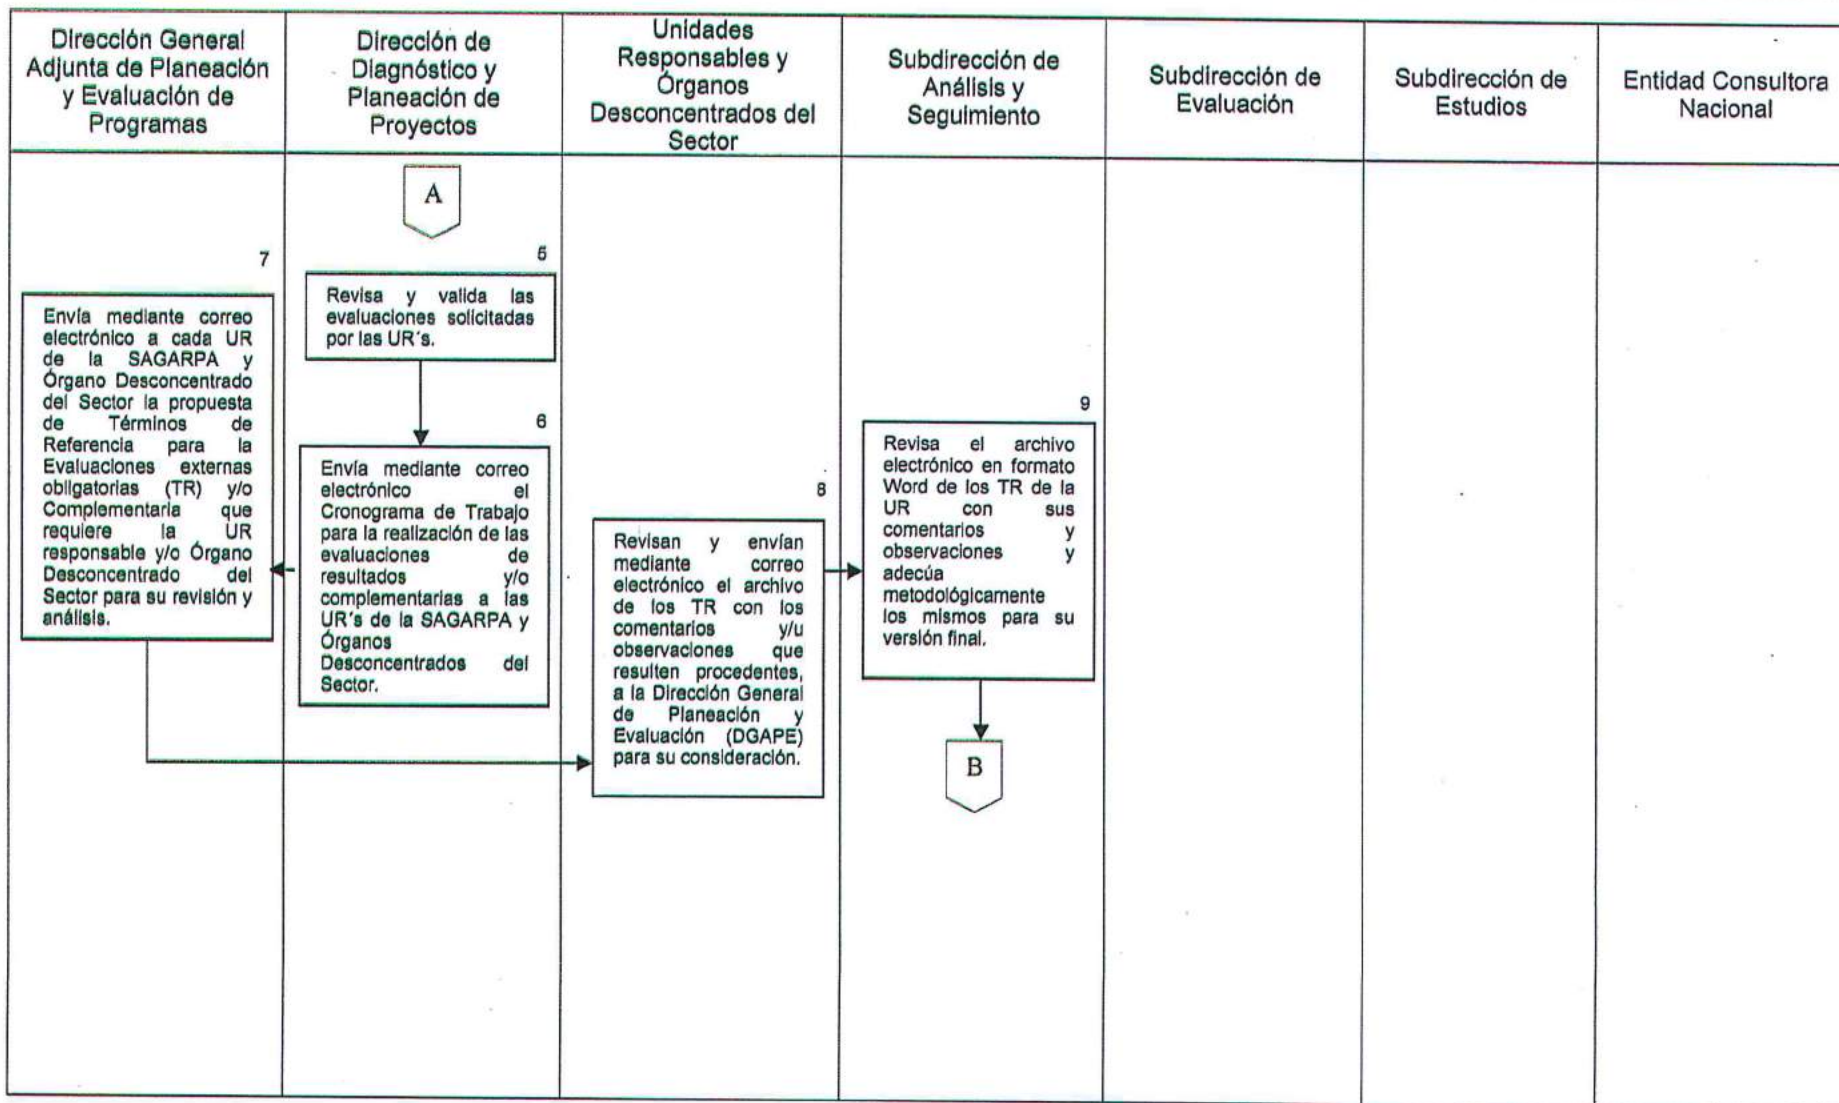 Dirección General
Adjunta de Planeación
y Evaluación de
Programas
Dirección de
Diagnóstico y
Planeación de
Proyectos
Unidades
Responsables y
Órganos
Desconcentrados del
Sector
Subdirección de
Análisis y
Seguimiento
Subdirección de
Evaluación
Subdirección de
Estudios
Entidad Consultora
Nacional
A
5
Revisa y valida las
evaluaciones solicitadas
por las UR's.
6
Envía mediante correo
electrónico el
Cronograma de Trabajo
para la realización de las
evaluaciones de
resultados y/o
complementarias a las
UR's de la SAGARPA y
Órganos
Desconcentrados del
Sector.
7
Envía mediante correo
electrónico a cada UR
de la SAGARPA y
Órgano Desconcentrado
del Sector la propuesta
de Términos de
Referencia para la
Evaluaciones externas
obligatorias (TR) y/o
Complementaria que
requiere la UR
responsable y/o Órgano
Desconcentrado del
Sector para su revisión y
análisis.
8
Revisan y envían
mediante correo
electrónico el archivo
de los TR con los
comentarios y/u
observaciones que
resulten procedentes,
a la Dirección General
de Planeación y
Evaluación (DGAPE)
para su consideración.
9
Revisa el archivo
electrónico en formato
Word de los TR de la
UR con sus
comentarios y
observaciones y
adecúa
metodológicamente
los mismos para su
versión final.
B